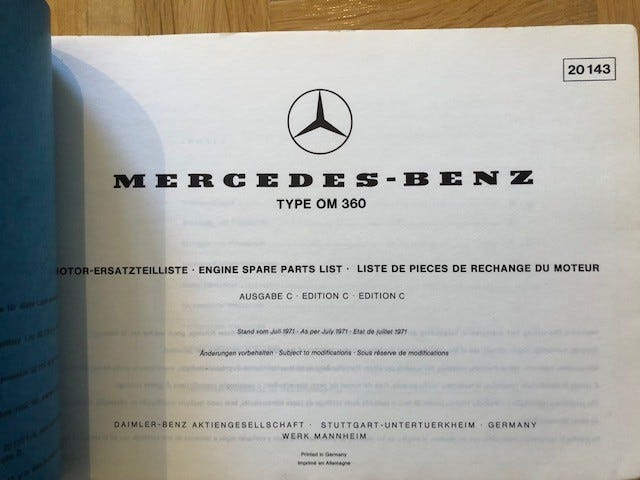 20 143
MERCEDES-BENZ
TYPE OM 360
MOTOR-ERSATZTEILLISTE · ENGINE SPARE PARTS LIST · LISTE DE PIECES DE RECHANGE DU MOTEUR
AUSGABE C · EDITION C · EDITION C
Stand vom Juli 1971 · As per July 1971 · Etat de juillet 1971
Änderungen vorbehalten · Subject to modifications · Sous réserve de modifications
DAIMLER-BENZ AKTIENGESELLSCHAFT · STUTTGART-UNTERTUERKHEIM · GERMANY
WERK MANNHEIM
Printed in Germany
Imprimé en Allemagne